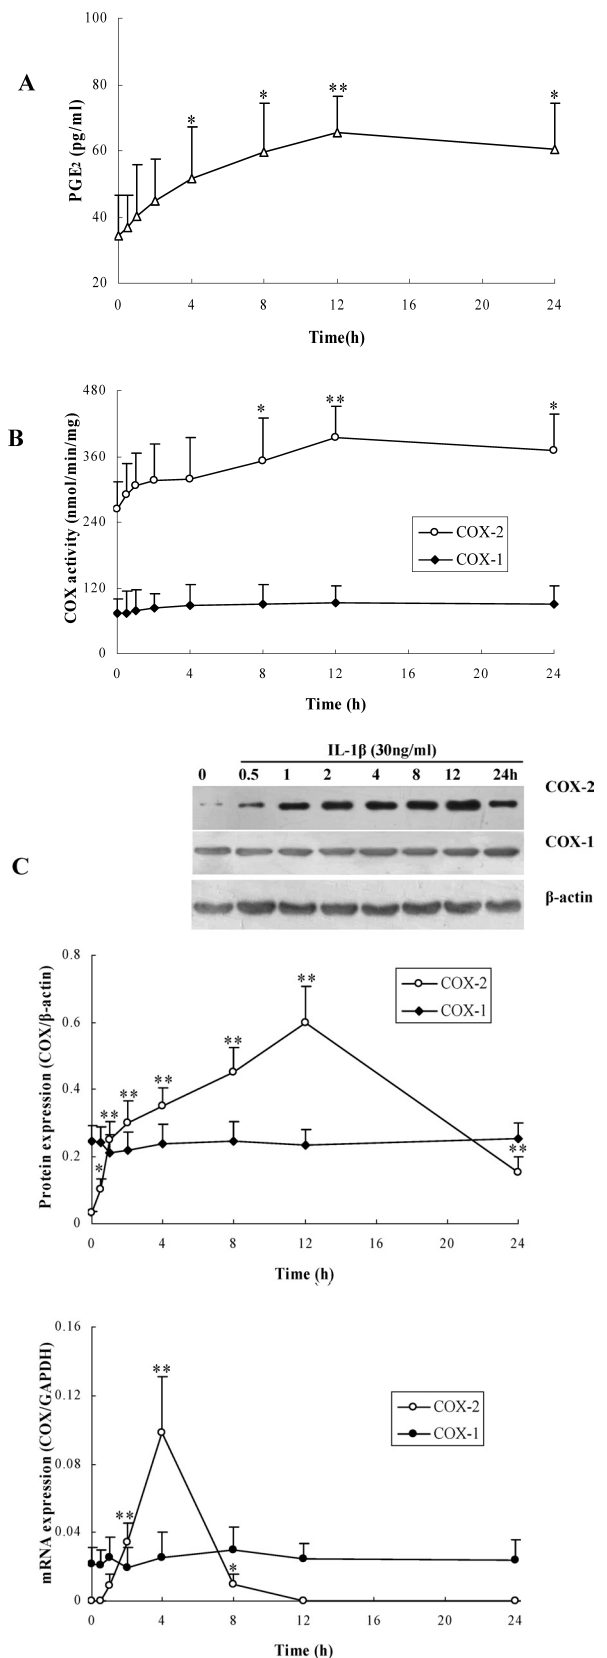 A
100
80
60
40
20
PGE2 (pg/ml)
* * ** *
0 4 8 12 16 20 24
Time(h)
B
480
360
240
120
0
COX activity (nmol/min/mg)
* ** *
COX-2
COX-1
0 4 8 12 16 20 24
Time (h)
IL-1β (30ng/ml)
0 0.5 1 2 4 8 12 24h
COX-2
COX-1
C
β-actin
0.8
0.6
0.4
0.2
0
Protein expression (COX/β-actin)
* ** ** ** ** ** **
COX-2
COX-1
0 4 8 12 16 20 24
Time (h)
0.16
0.12
0.08
0.04
0
mRNA expression (COX/GAPDH)
** ** *
COX-2
COX-1
0 4 8 12 16 20 24
Time (h)